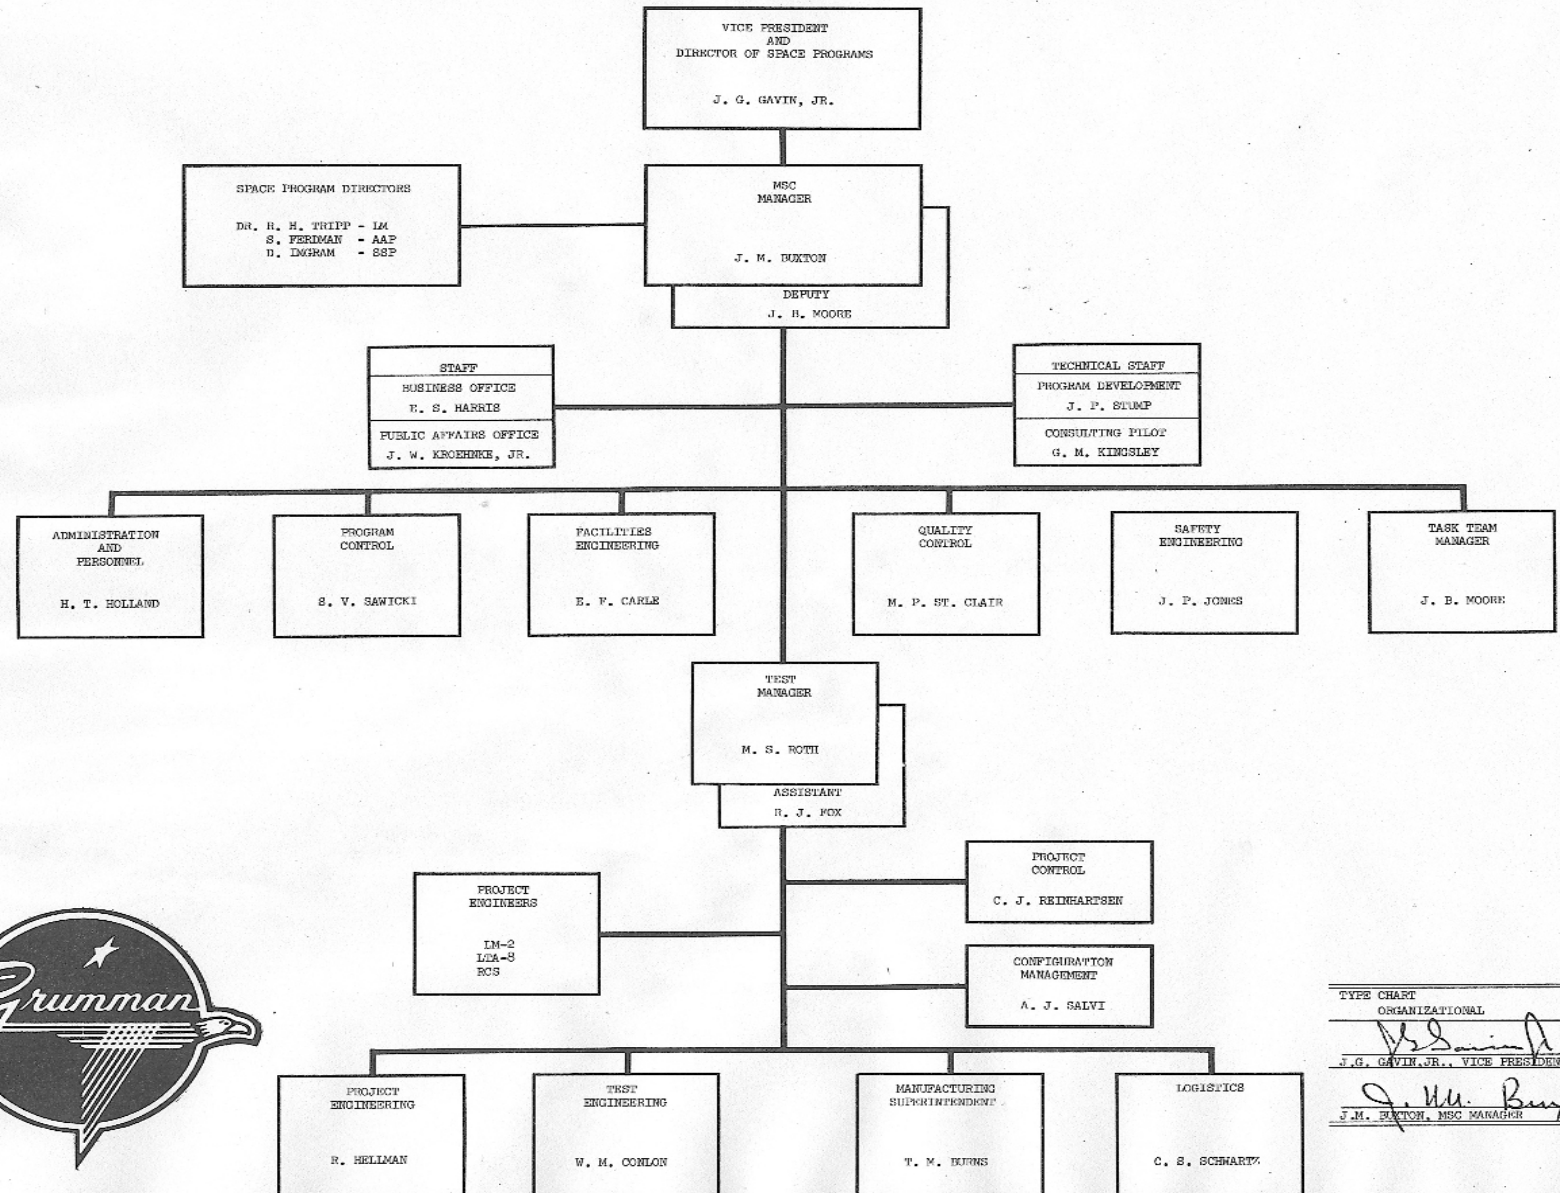 VICE PRESIDENT
AND
DIRECTOR OF SPACE PROGRAMS
J. G. GAVIN, JR.
SPACE PROGRAM DIRECTORS
DR. R. H. TRIPP - LM
S. FERDMAN - AAP
D. INGRAM - SSP
MSC
MANAGER
J. M. BUXTON
DEPUTY
J. B. MOORE
STAFF
BUSINESS OFFICE
E. S. HARRIS
PUBLIC AFFAIRS OFFICE
J. W. KROEHNKE, JR.
TECHNICAL STAFF
PROGRAM DEVELOPMENT
J. P. STUMP
CONSULTING PILOT
G. M. KINGSLEY
ADMINISTRATION
AND
PERSONNEL
H. T. HOLLAND
PROGRAM
CONTROL
S. V. SAWICKI
FACILITIES
ENGINEERING
E. F. CARLE
QUALITY
CONTROL
M. P. ST. CLAIR
SAFETY
ENGINEERING
J. P. JONES
TASK TEAM
MANAGER
J. B. MOORE
TEST
MANAGER
M. S. ROTH
ASSISTANT
R. J. FOX
PROJECT
CONTROL
C. J. REINHARTSEN
PROJECT
ENGINEERS
LM-2
LTA-8
RCS
CONFIGURATION
MANAGEMENT
A. J. SALVI
Grumman
TYPE CHART
ORGANIZATIONAL
J.G. GAVIN,JR., VICE PRESIDEN
J.M. BUXTON, MSC MANAGER
PROJECT
ENGINEERING
R. HELLMAN
TEST
ENGINEERING
W. M. CONLON
MANUFACTURING
SUPERINTENDENT
T. M. BURNS
LOGISTICS
C. S. SCHWARTZ